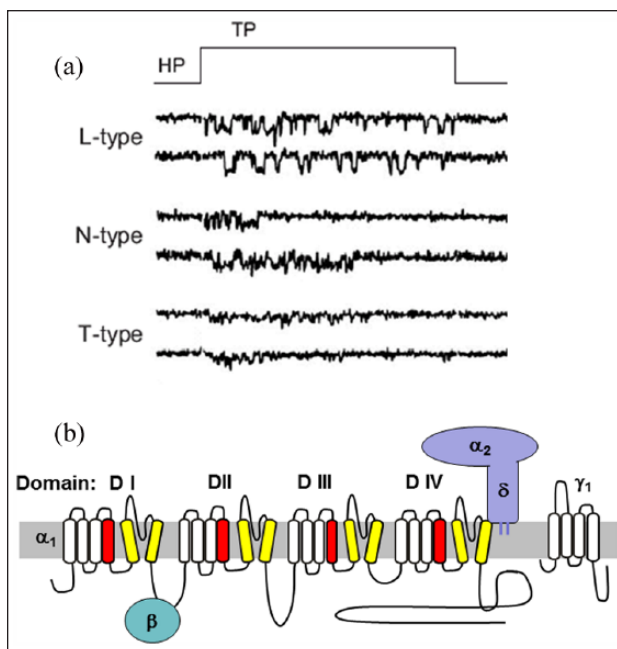 (a)
TP
HP
L-type
N-type
T-type
(b)
α₂
Domain: D I DII D III D IV
δ
γ₁
α₁
β